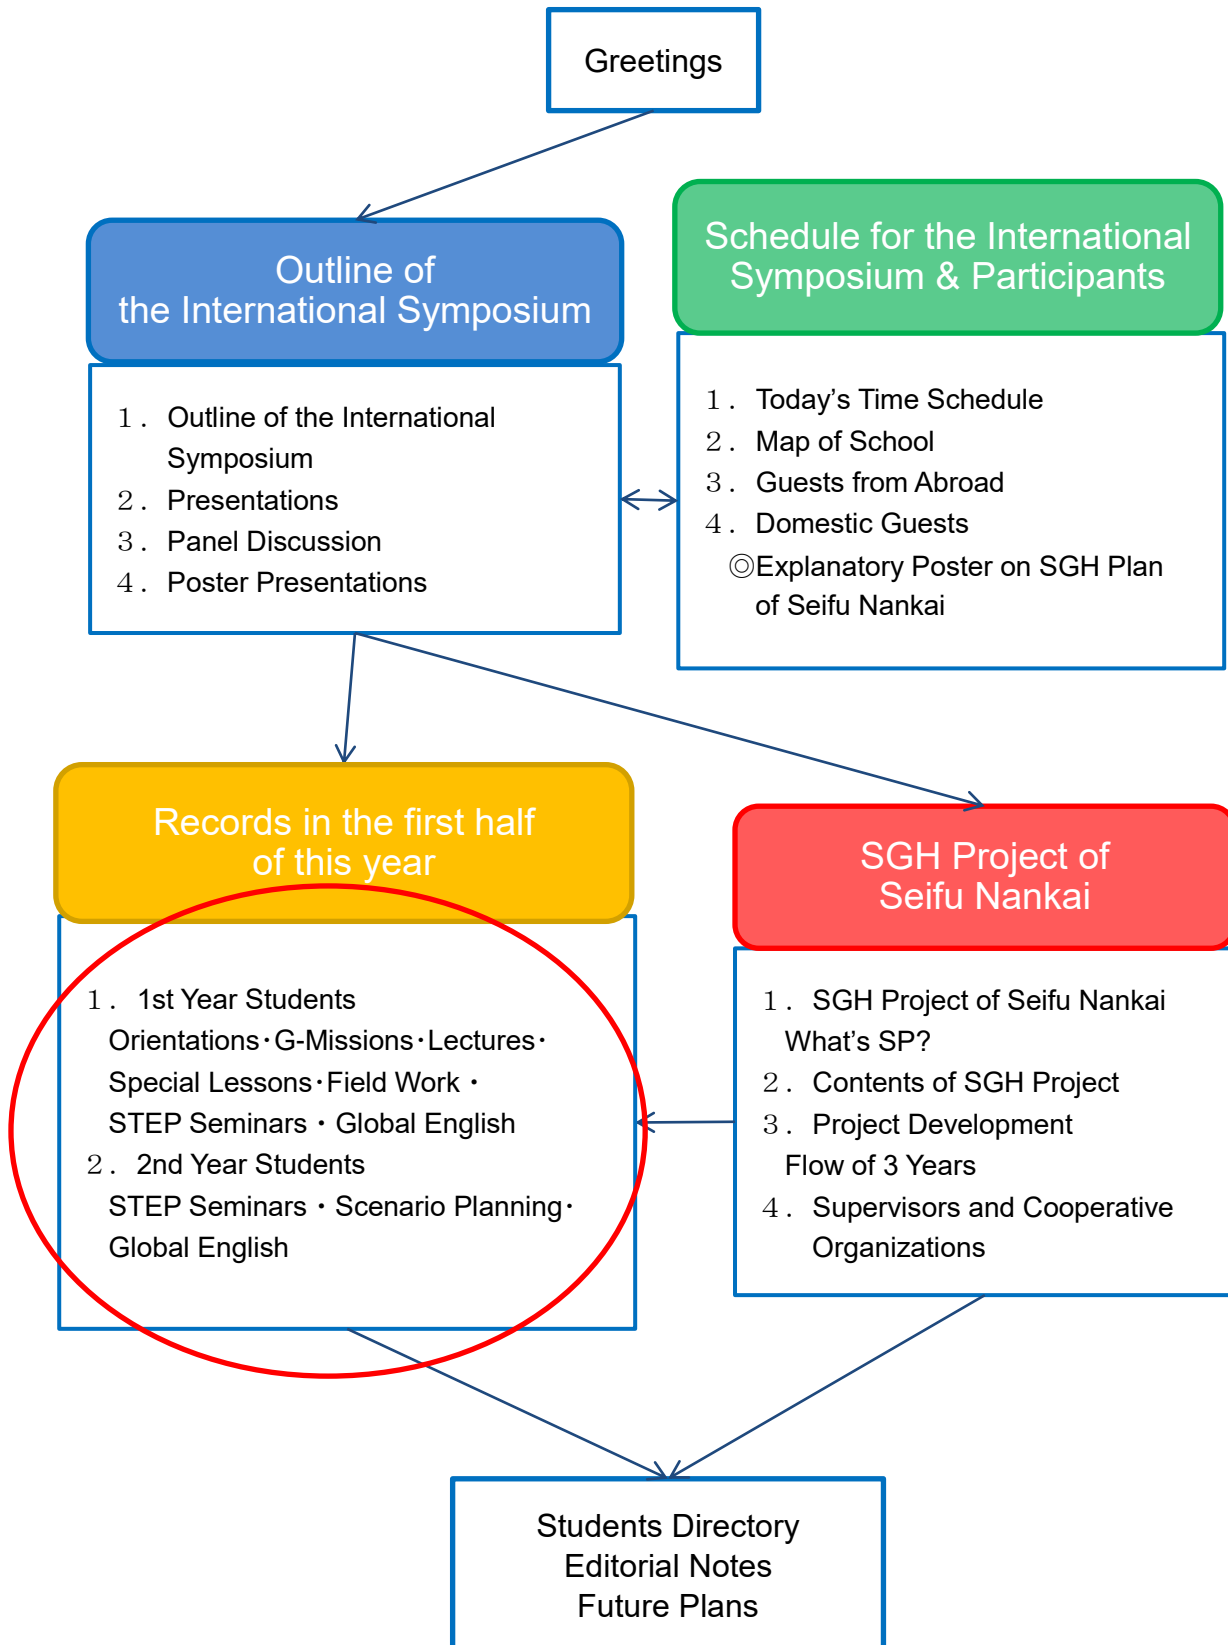 Greetings
Outline of
the International Symposium
1. Outline of the International
Symposium
2. Presentations
3. Panel Discussion
4. Poster Presentations
Schedule for the International
Symposium & Participants
1. Today's Time Schedule
2. Map of School
3. Guests from Abroad
4. Domestic Guests
◎Explanatory Poster on SGH Plan
of Seifu Nankai
Records in the first half
of this year
1. 1st Year Students
Orientations・G-Missions・Lectures・
Special Lessons・Field Work・
STEP Seminars・Global English
2. 2nd Year Students
STEP Seminars・Scenario Planning・
Global English
SGH Project of
Seifu Nankai
1. SGH Project of Seifu Nankai
What's SP?
2. Contents of SGH Project
3. Project Development
Flow of 3 Years
4. Supervisors and Cooperative
Organizations
Students Directory
Editorial Notes
Future Plans